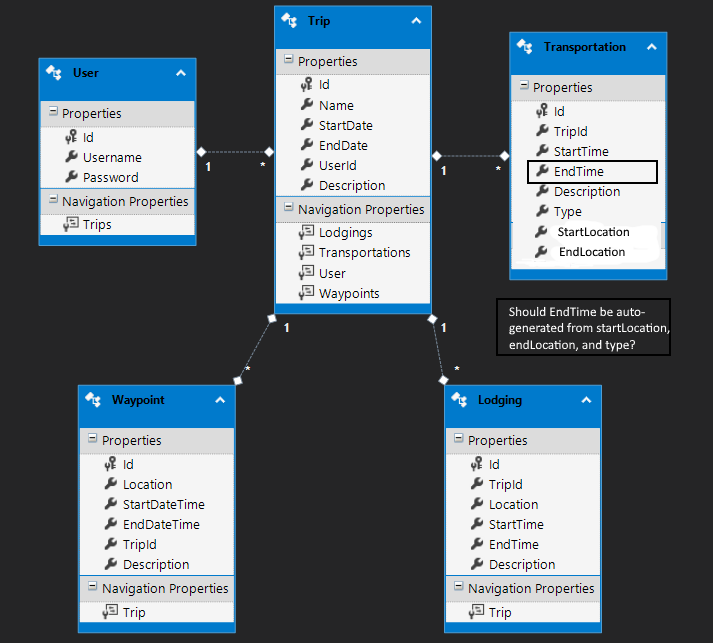 User
Properties
Id
Username
Password
Navigation Properties
Trips
1
*
Trip
Properties
Id
Name
StartDate
EndDate
UserId
Description
Navigation Properties
Lodgings
Transportations
User
Waypoints
1
*
Transportation
Properties
Id
TripId
StartTime
EndTime
Description
Type
StartLocation
EndLocation
Should EndTime be auto-
generated from startLocation,
endLocation, and type?
1
*
1
*
Waypoint
Properties
Id
Location
StartDateTime
EndDateTime
TripId
Description
Navigation Properties
Trip
Lodging
Properties
Id
TripId
Location
StartTime
EndTime
Description
Navigation Properties
Trip